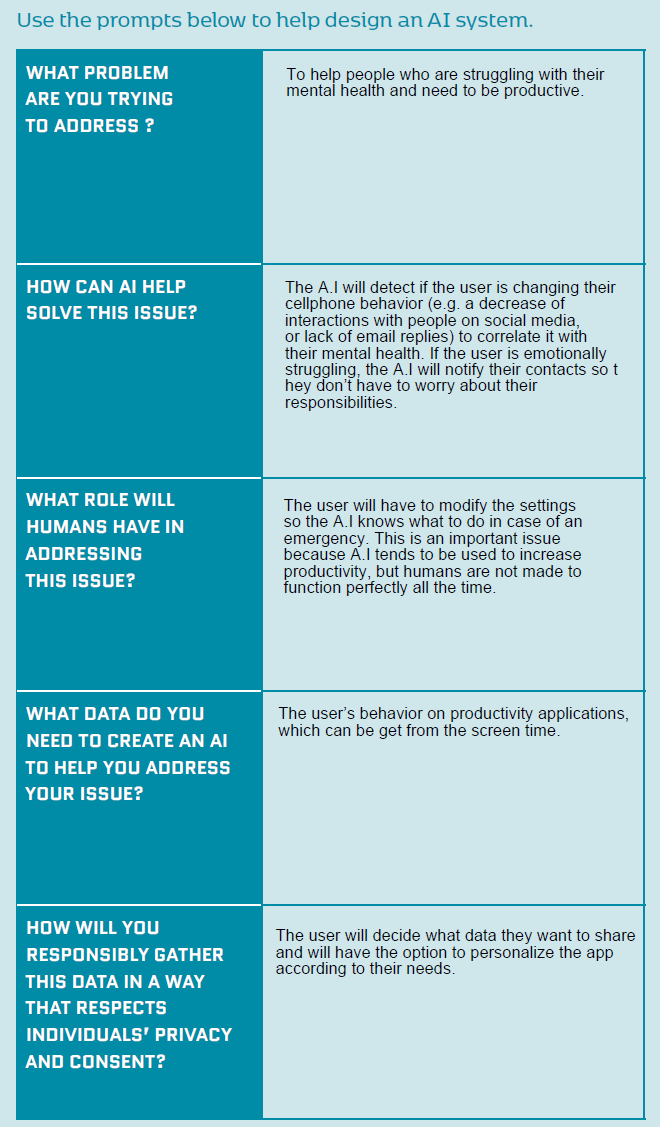 Use the prompts below to help design an AI system.
WHAT PROBLEM
ARE YOU TRYING
TO ADDRESS ?
To help people who are struggling with their
mental health and need to be productive.
HOW CAN AI HELP
SOLVE THIS ISSUE?
The A.I will detect if the user is changing their
cellphone behavior (e.g. a decrease of
interactions with people on social media,
or lack of email replies) to correlate it with
their mental health. If the user is emotionally
struggling, the A.I will notify their contacts so t
hey don't have to worry about their
responsibilities.
WHAT ROLE WILL
HUMANS HAVE IN
ADDRESSING
THIS ISSUE?
The user will have to modify the settings
so the A.I knows what to do in case of an
emergency. This is an important issue
because A.I tends to be used to increase
productivity, but humans are not made to
function perfectly all the time.
WHAT DATA DO YOU
NEED TO CREATE AN AI
TO HELP YOU ADDRESS
YOUR ISSUE?
The user's behavior on productivity applications,
which can be get from the screen time.
HOW WILL YOU
RESPONSIBLY GATHER
THIS DATA IN A WAY
THAT RESPECTS
INDIVIDUALS' PRIVACY
AND CONSENT?
The user will decide what data they want to share
and will have the option to personalize the app
according to their needs.